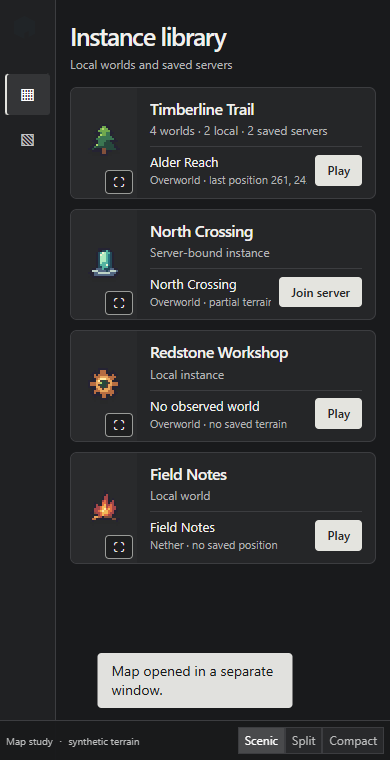 Instance library
Local worlds and saved servers
Timberline Trail
4 worlds · 2 local · 2 saved servers
Alder Reach
Overworld · last position 261, 24
Play
North Crossing
Server-bound instance
North Crossing
Overworld · partial terrain
Join server
Redstone Workshop
Local instance
No observed world
Overworld · no saved terrain
Play
Field Notes
Local world
Field Notes
Nether · no saved position
Play
Map opened in a separate
window.
Map study · synthetic terrain
Scenic Split Compact